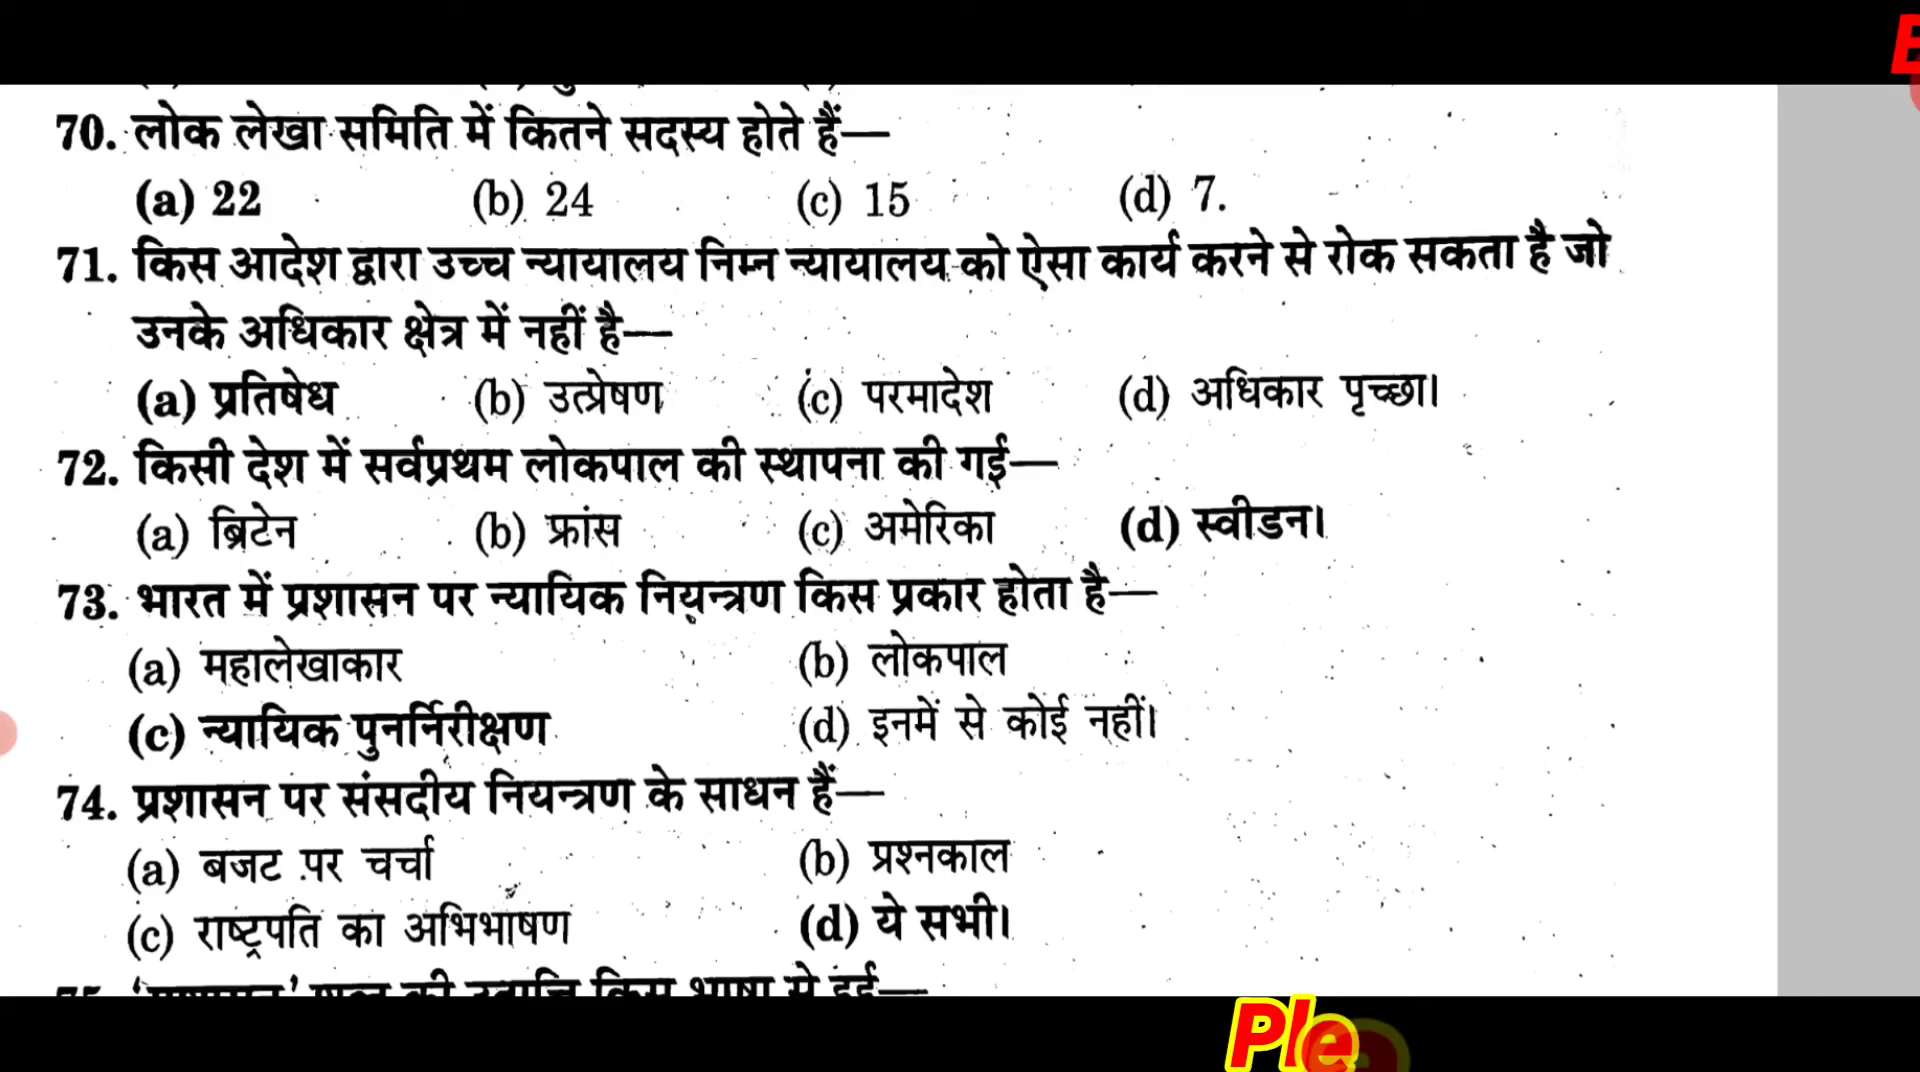 70. लोक लेखा समिति में कितने सदस्य होते हैं—
(a) 22 (b) 24 (c) 15 (d) 7.
71. किस आदेश द्वारा उच्च न्यायालय निम्न न्यायालय को ऐसा कार्य करने से रोक सकता है जो
उनके अधिकार क्षेत्र में नहीं है—
(a) प्रतिषेध (b) उत्प्रेषण (c) परमादेश (d) अधिकार पृच्छा।
72. किसी देश में सर्वप्रथम लोकपाल की स्थापना की गई—
(a) ब्रिटेन (b) फ्रांस (c) अमेरिका (d) स्वीडन।
73. भारत में प्रशासन पर न्यायिक नियन्त्रण किस प्रकार होता है—
(a) महालेखाकार (b) लोकपाल
(c) न्यायिक पुनर्निरीक्षण (d) इनमें से कोई नहीं।
74. प्रशासन पर संसदीय नियन्त्रण के साधन हैं—
(a) बजट पर चर्चा (b) प्रश्नकाल
(c) राष्ट्रपति का अभिभाषण (d) ये सभी।
शब्द की उत्पत्ति किस भाषा से हुई—
Ple